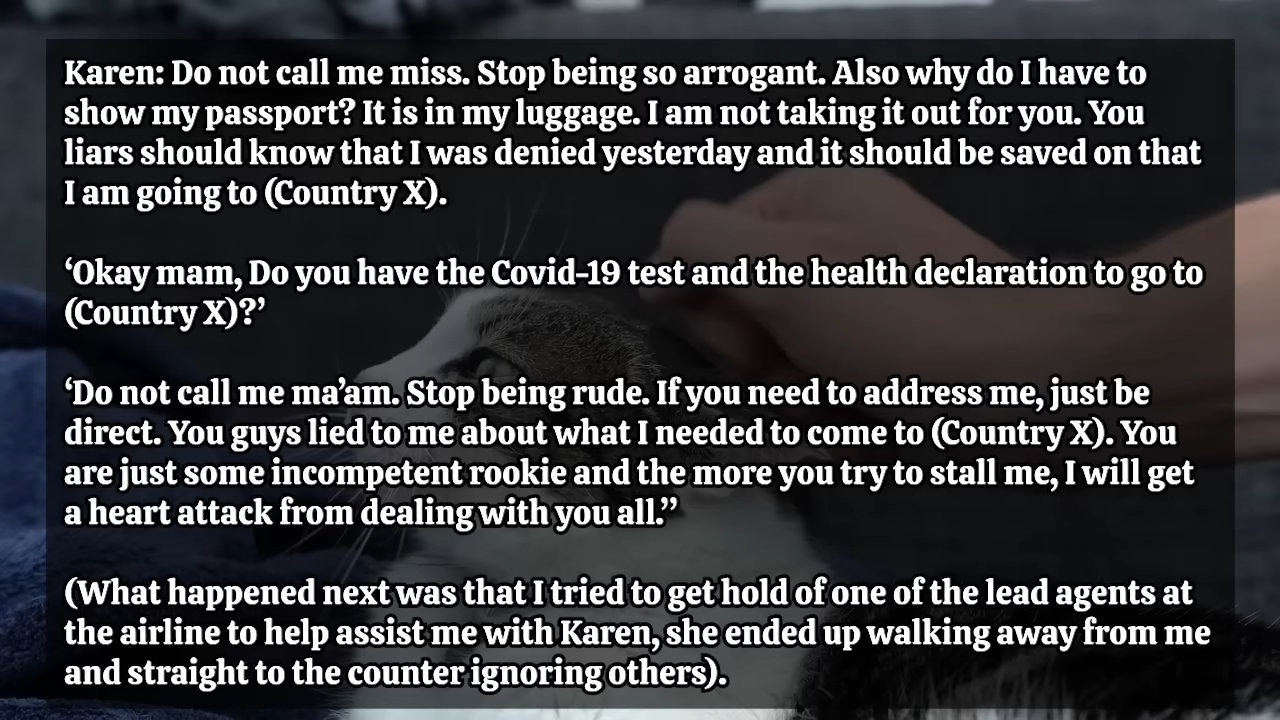 Karen: Do not call me miss. Stop being so arrogant. Also why do I have to
show my passport? It is in my luggage. I am not taking it out for you. You
liars should know that I was denied yesterday and it should be saved on that
I am going to (Country X).
‘Okay mam, Do you have the Covid-19 test and the health declaration to go to
(Country X)?’
‘Do not call me ma’am. Stop being rude. If you need to address me, just be
direct. You guys lied to me about what I needed to come to (Country X). You
are just some incompetent rookie and the more you try to stall me, I will get
a heart attack from dealing with you all.”
(What happened next was that I tried to get hold of one of the lead agents at
the airline to help assist me with Karen, she ended up walking away from me
and straight to the counter ignoring others).